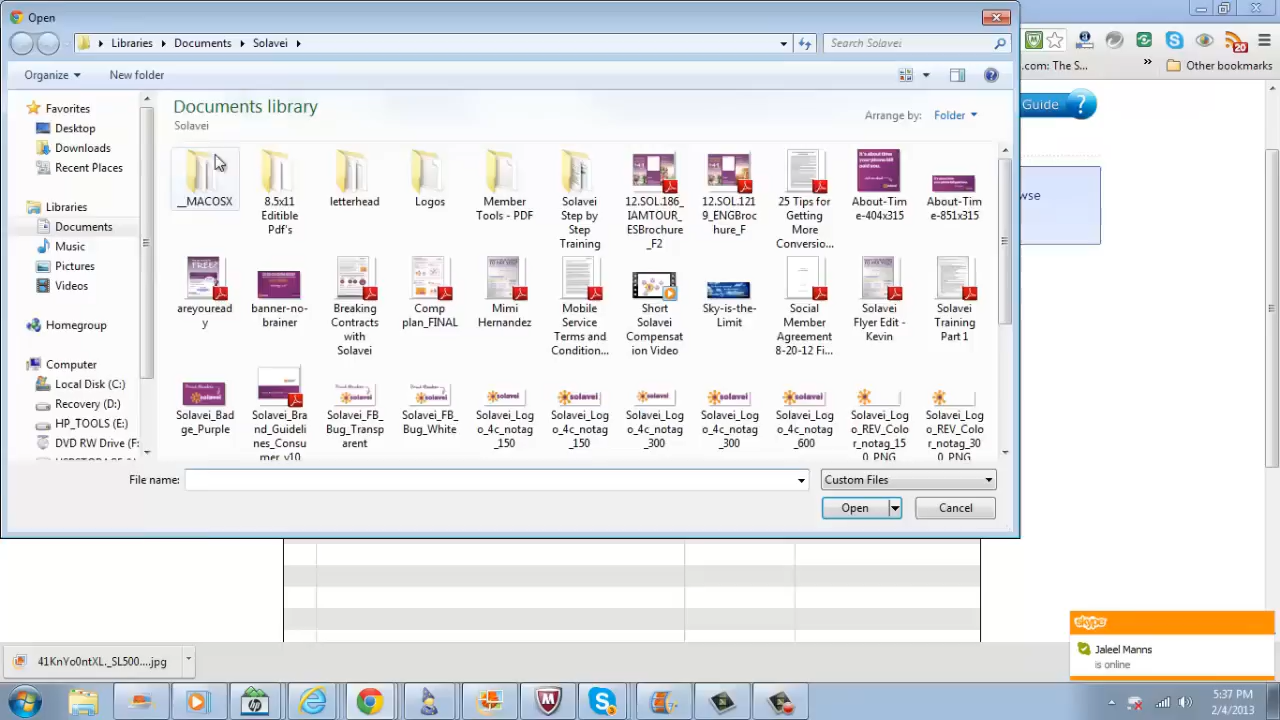 Open
Libraries Documents Solavei
Search Solavei
Organize New folder
.com: The S...
» Other bookmarks
20
Guide ?
Favorites
Desktop
Downloads
Recent Places
Libraries
Documents
Music
Pictures
Videos
Homegroup
Computer
Local Disk (C:)
Recovery (D:)
HP_TOOLS (E:)
DVD RW Drive (F:
Documents library
Solavei
Arrange by: Folder
__MACOSX
8.5x11
Editible
Pdf's
letterhead
Logos
Member
Tools - PDF
Solavei
Step by
Step
Training
12.SOL.186_
IAMTOUR_
ESBrochure
_F2
12.SOL.121
9_ENGBroc
hure_F
25 Tips for
Getting
More
Conversio...
About-Tim
e-404x315
About-Tim
e-851x315
areyouread
y
banner-no-
brainer
Breaking
Contracts
with
Solavei
Comp
plan_FINAL
Mimi
Hernandez
Mobile
Service
Terms and
Condition...
Short
Solavei
Compensat
ion Video
Sky-is-the-
Limit
Social
Member
Agreement
8-20-12 Fi...
Solavei
Flyer Edit -
Kevin
Solavei
Training
Part 1
Solavei_Bad
ge_Purple
Solavei_Bra
nd_Guideli
nes_Consu
mer_v10
Solavei_FB_
Bug_Transp
arent
Solavei_FB_
Bug_White
Solavei_Log
o_4c_notag
_150
Solavei_Log
o_4c_notag
_150
Solavei_Log
o_4c_notag
_300
Solavei_Log
o_4c_notag
_300
Solavei_Log
o_4c_notag
_600
Solavei_Log
o_REV_Colo
r_notag_15
0_PNG
Solavei_Log
o_REV_Colo
r_notag_30
0_PNG
wse
File name:
Custom Files
Open
Cancel
skype
Jaleel Manns
is online
41KnYo0ntXL._SL500....jpg
5:37 PM
2/4/2013